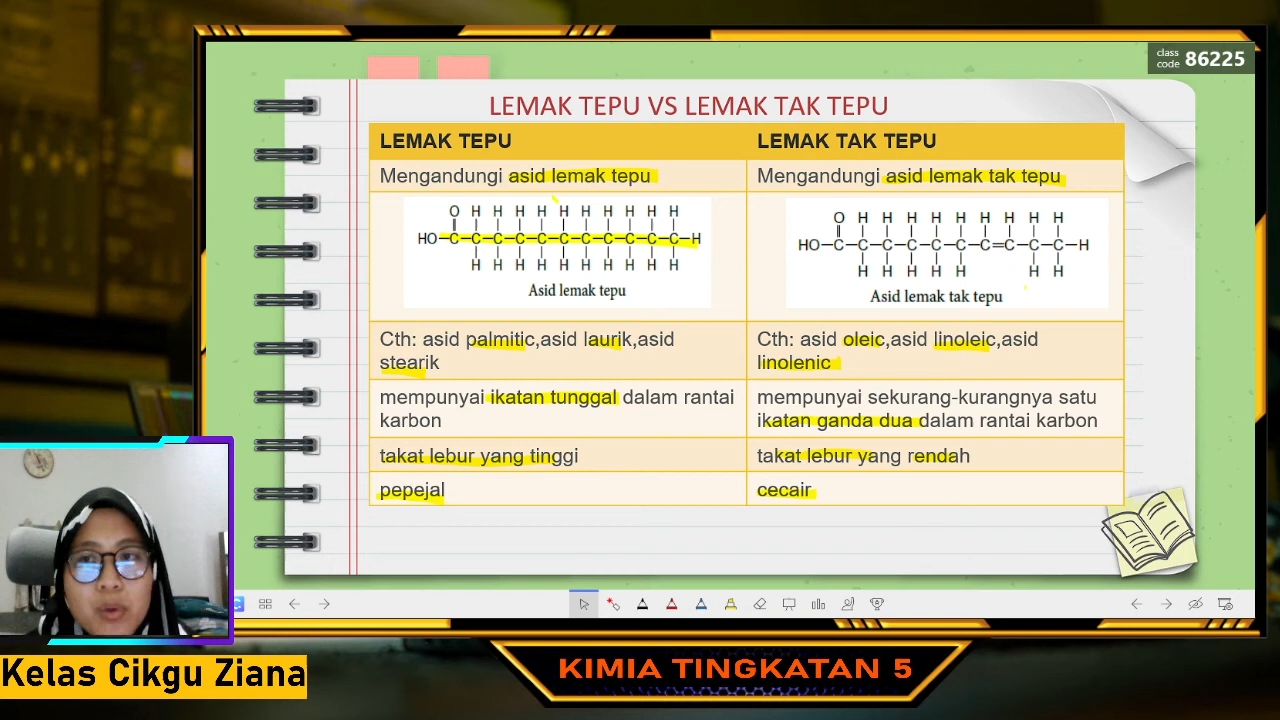 class
code 86225
LEMAK TEPU VS LEMAK TAK TEPU
LEMAK TEPU
LEMAK TAK TEPU
Mengandungi asid lemak tepu
Mengandungi asid lemak tak tepu
O H H H H H H H H H H
HO-C-C-C-C-C-C-C-C-C-C-C-H
H H H H H H H H H H
Asid lemak tepu
O H H H H H H H H H
HO-C-C-C-C-C-C-C=C-C-C-H
H H H H H H H
Asid lemak tak tepu
Cth: asid palmitic,asid laurik,asid
stearik
Cth: asid oleic,asid linoleic,asid
linolenic
mempunyai ikatan tunggal dalam rantai
karbon
mempunyai sekurang-kurangnya satu
ikatan ganda dua dalam rantai karbon
takat lebur yang tinggi
takat lebur yang rendah
pepejal
cecair
Kelas Cikgu Ziana
KIMIA TINGKATAN 5